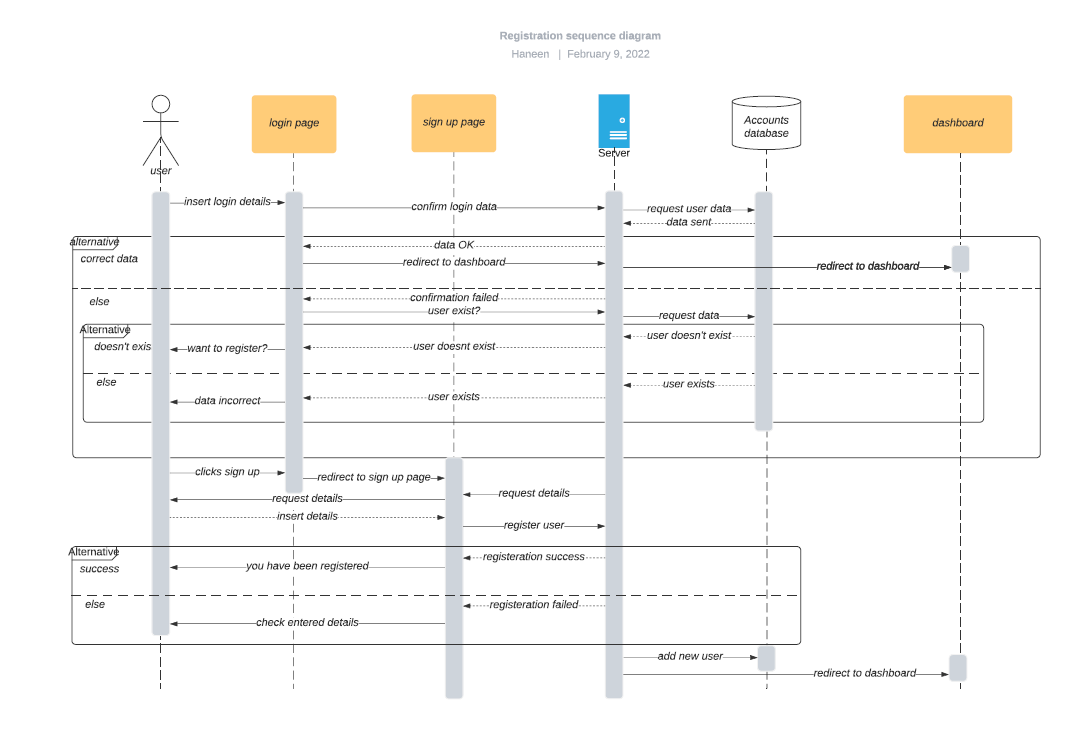 Registration sequence diagram
Haneen | February 9, 2022
login page
sign up page
Accounts
database
dashboard
Server
user
insert login details
confirm login data
request user data
data sent
alternative
data OK
correct data
redirect to dashboard
redirect to dashboard
else
confirmation failed
user exist?
request data
Alternative
user doesn't exist
doesn't exis
want to register?
user doesnt exist
else
user exists
user exists
data incorrect
clicks sign up
redirect to sign up page
request details
request details
insert details
register user
Alternative
registeration success
success
you have been registered
else
registeration failed
check entered details
add new user
redirect to dashboard